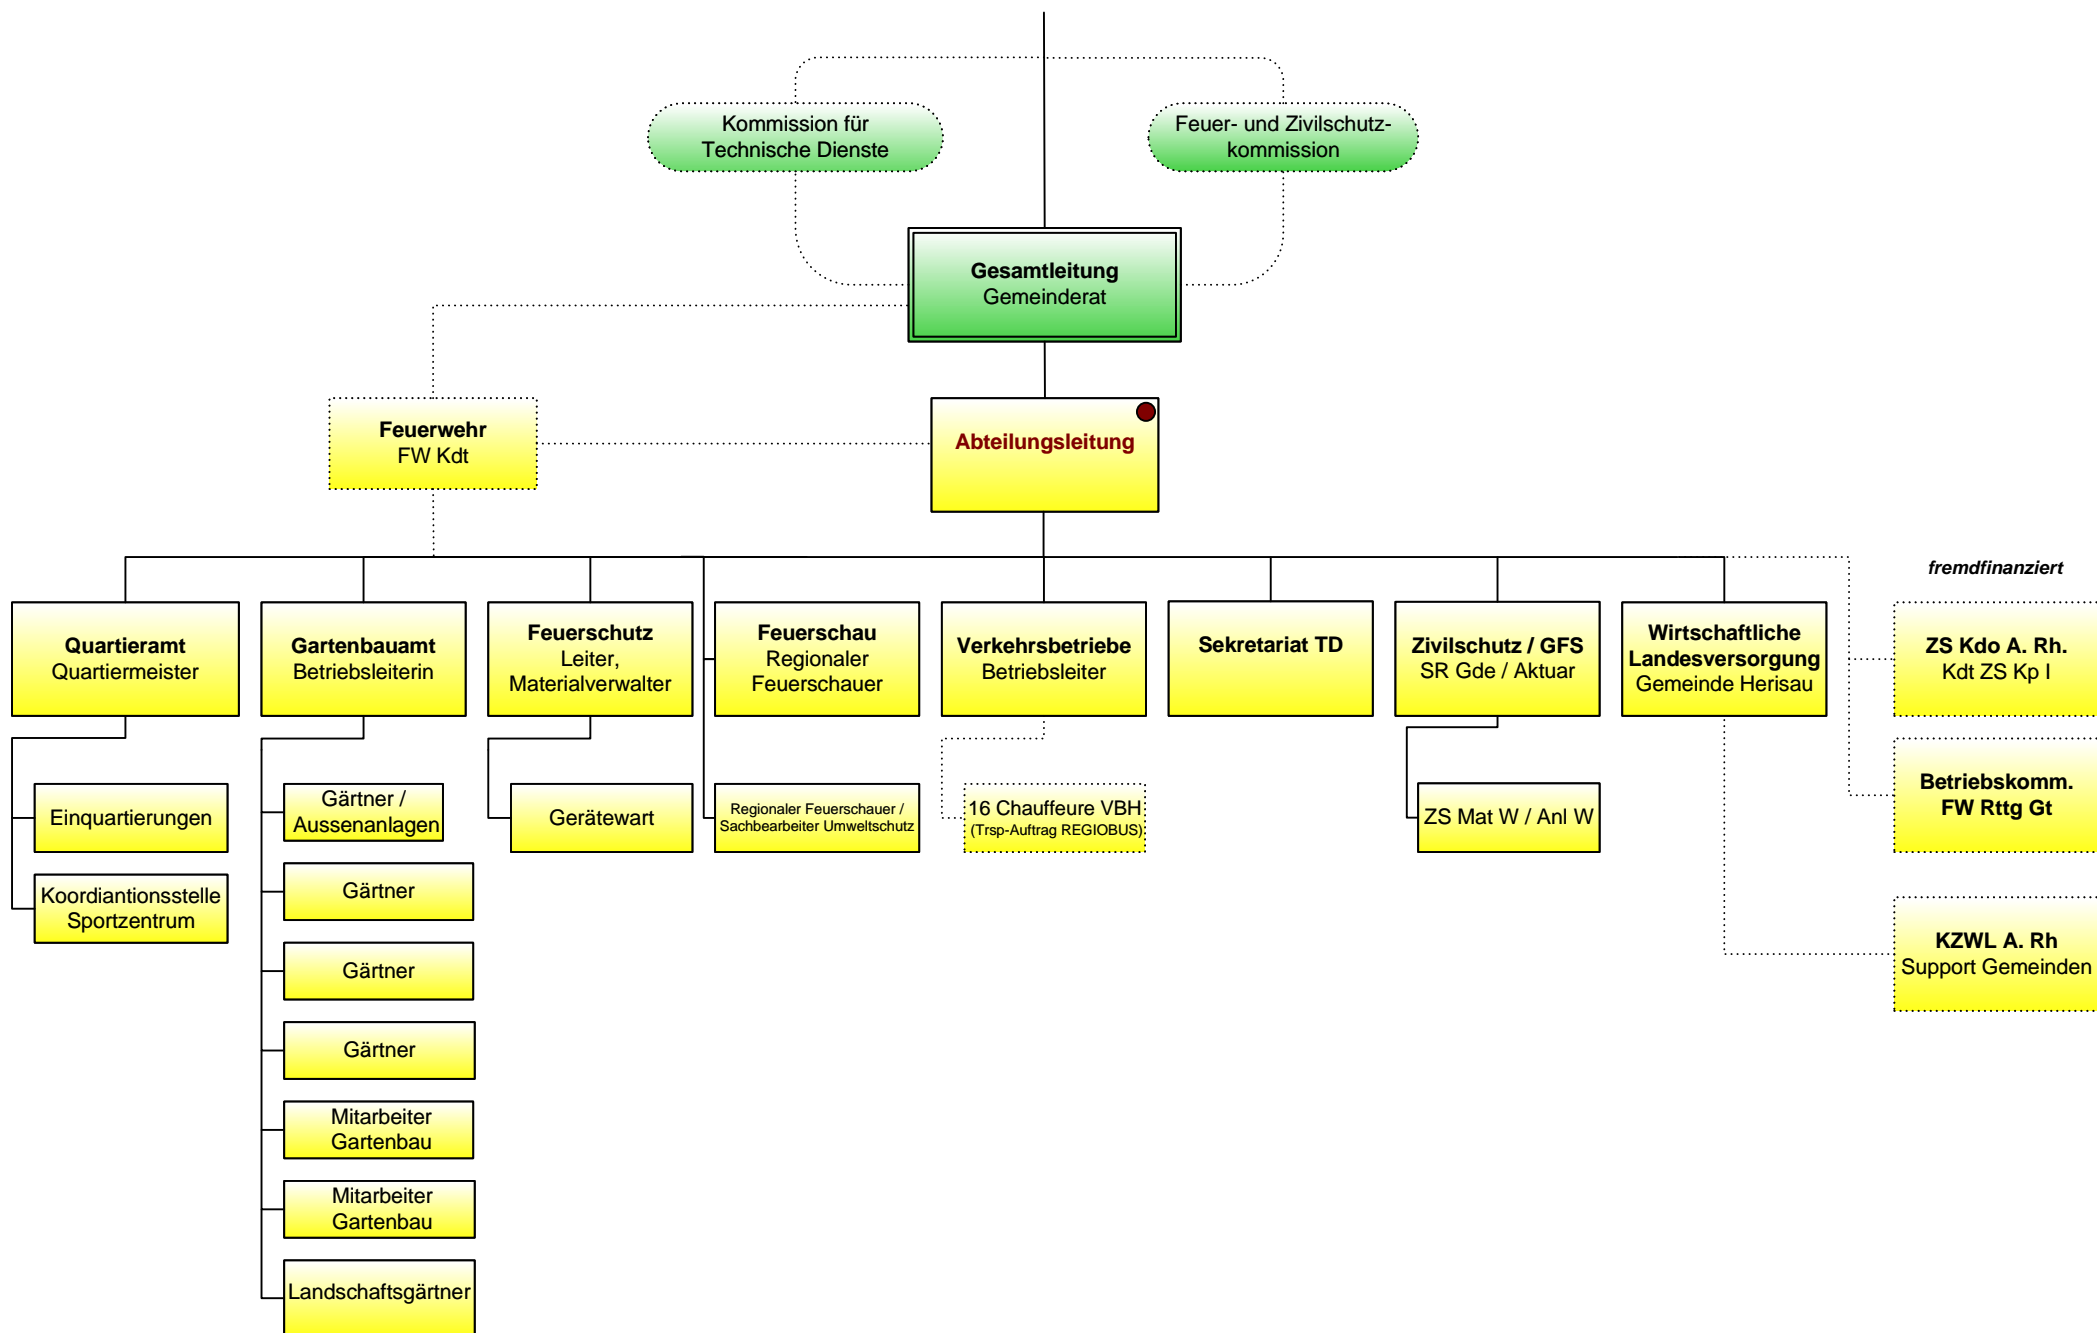 Kommission für
Technische Dienste
Feuer- und Zivilschutz-
kommission
Gesamtleitung
Gemeinderat
Feuerwehr
FW Kdt
Abteilungsleitung
fremdfinanziert
Quartieramt
Quartiermeister
Gartenbauamt
Betriebsleiterin
Feuerschutz
Leiter,
Materialverwalter
Feuerschau
Regionaler
Feuerschauer
Verkehrsbetriebe
Betriebsleiter
Sekretariat TD
Zivilschutz / GFS
SR Gde / Aktuar
Wirtschaftliche
Landesversorgung
Gemeinde Herisau
ZS Kdo A. Rh.
Kdt ZS Kp I
Einquartierungen
Gärtner /
Aussenanlagen
Gerätewart
Regionaler Feuerschauer /
Sachbearbeiter Umweltschutz
16 Chauffeure VBH
(Trsp-Auftrag REGIOBUS)
ZS Mat W / Anl W
Betriebskomm.
FW Rttg Gt
Koordiantionsstelle
Sportzentrum
Gärtner
Gärtner
Gärtner
Mitarbeiter
Gartenbau
Mitarbeiter
Gartenbau
Landschaftsgärtner
KZWL A. Rh
Support Gemeinden